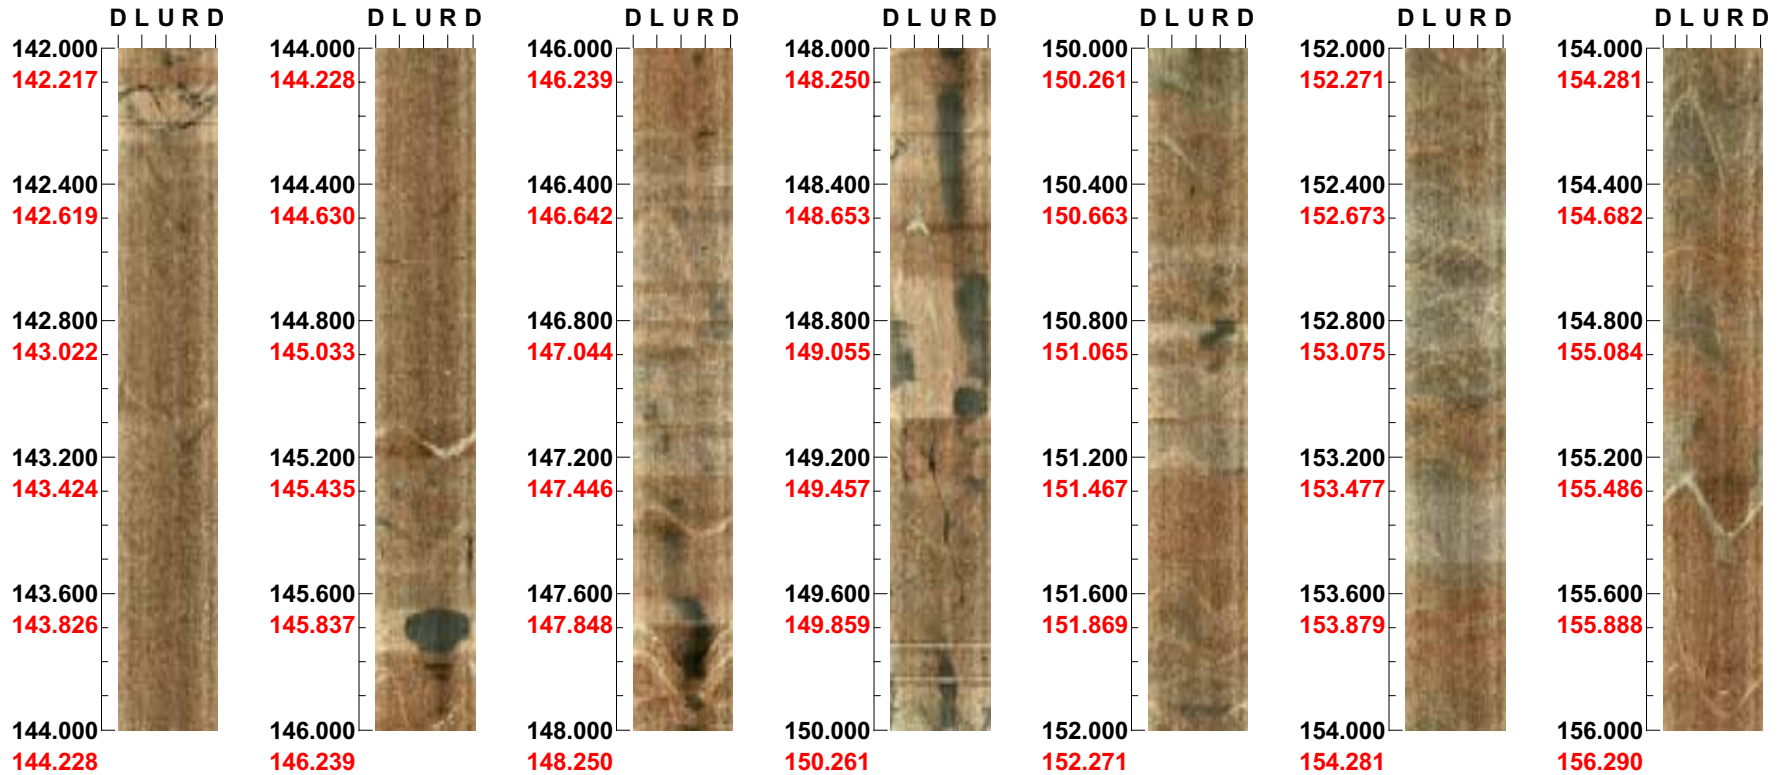 D L U R D D L U R D D L U R D D L U R D D L U R D D L U R D D L U R D
142.000 144.000 146.000 148.000 150.000 152.000 154.000
142.217 144.228 146.239 148.250 150.261 152.271 154.281
142.400 144.400 146.400 148.400 150.400 152.400 154.400
142.619 144.630 146.642 148.653 150.663 152.673 154.682
142.800 144.800 146.800 148.800 150.800 152.800 154.800
143.022 145.033 147.044 149.055 151.065 153.075 155.084
143.200 145.200 147.200 149.200 151.200 153.200 155.200
143.424 145.435 147.446 149.457 151.467 153.477 155.486
143.600 145.600 147.600 149.600 151.600 153.600 155.600
143.826 145.837 147.848 149.859 151.869 153.879 155.888
144.000 146.000 148.000 150.000 152.000 154.000 156.000
144.228 146.239 148.250 150.261 152.271 154.281 156.290